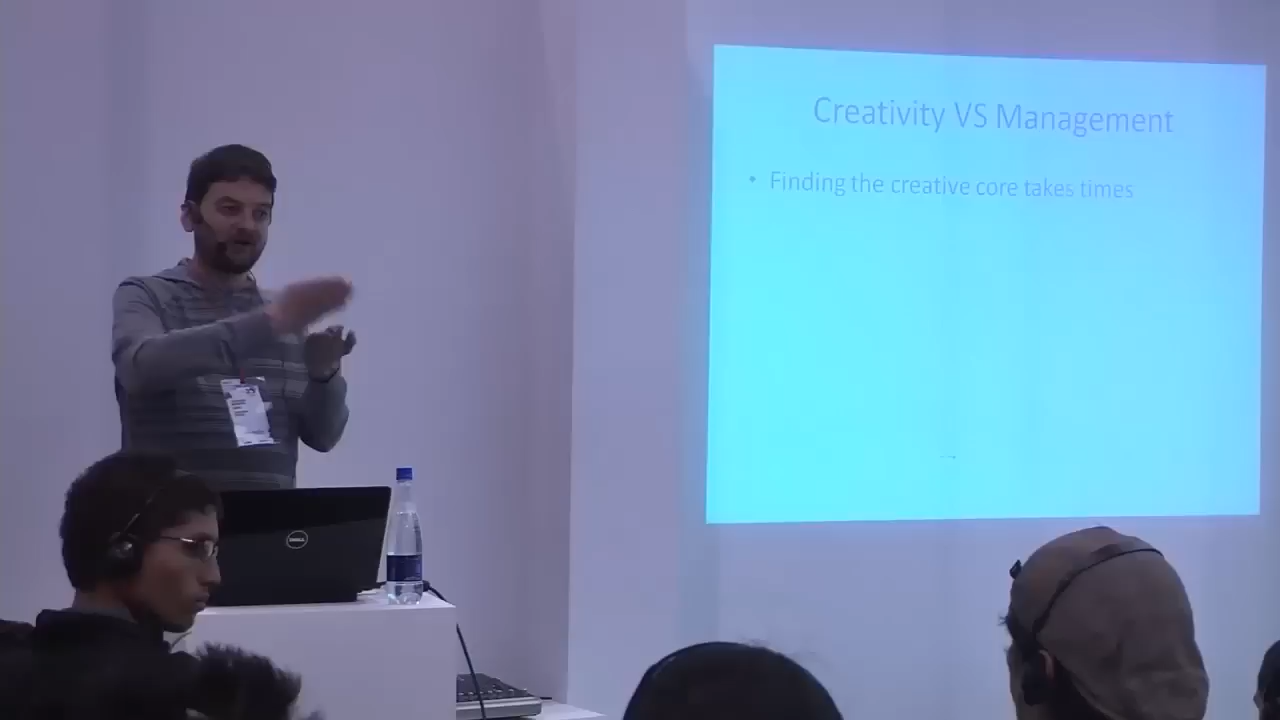 Creativity VS Management
• Finding the creative core takes times
DELL